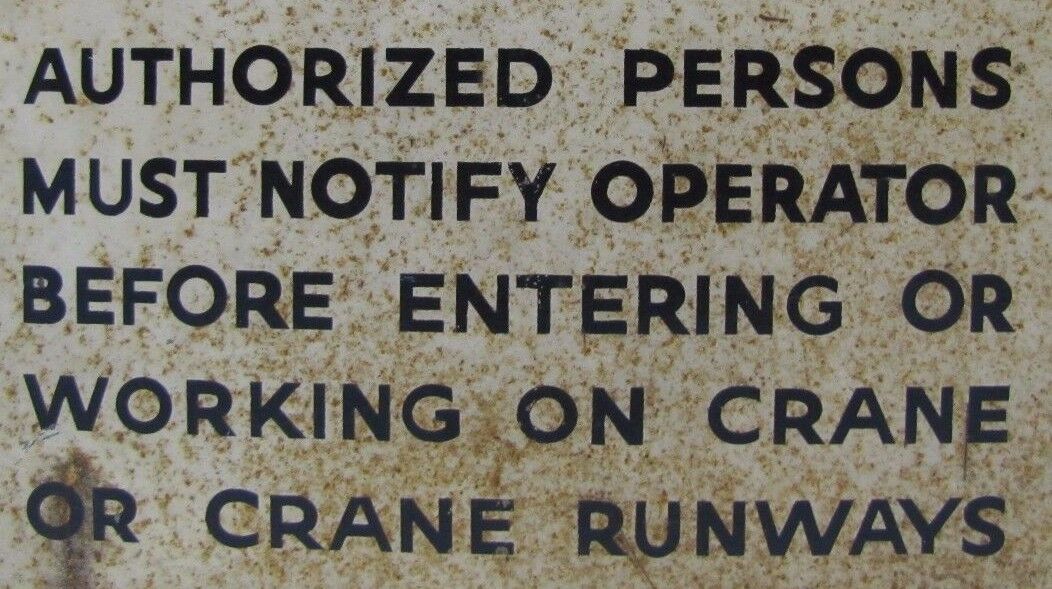 AUTHORIZED PERSONS
MUST NOTIFY OPERATOR
BEFORE ENTERING OR
WORKING ON CRANE
OR CRANE RUNWAYS